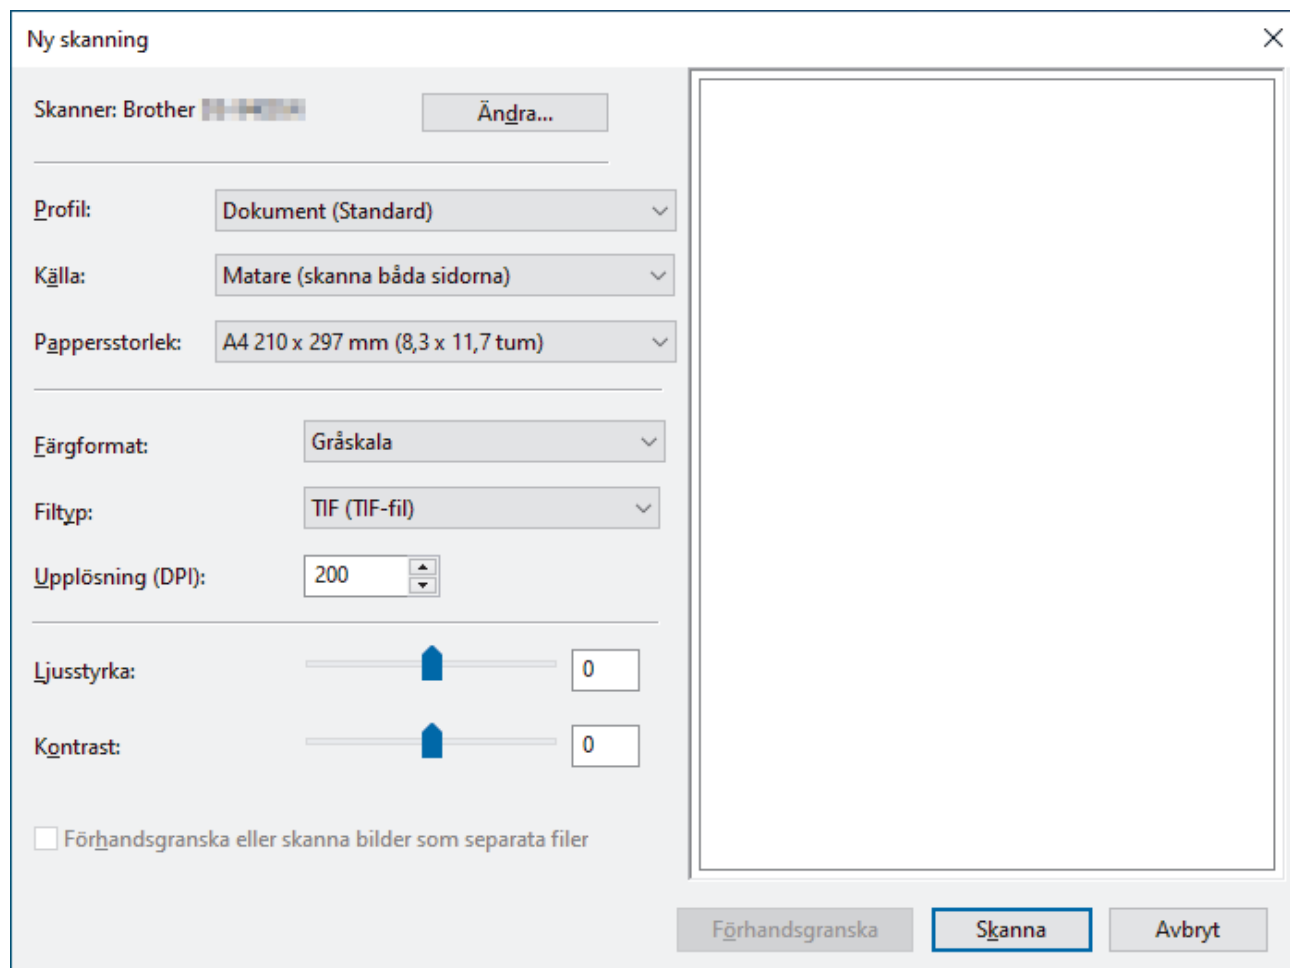 Ny skanning
Skanner: Brother
Ändra...
Profil: Dokument (Standard)
Källa: Matare (skanna båda sidorna)
Pappersstorlek: A4 210 x 297 mm (8,3 x 11,7 tum)
Färgformat: Gråskala
Filtyp: TIF (TIF-fil)
Upplösning (DPI): 200
Ljusstyrka: 0
Kontrast: 0
Förhandsgranska eller skanna bilder som separata filer
Förhandsgranska Skanna Avbryt